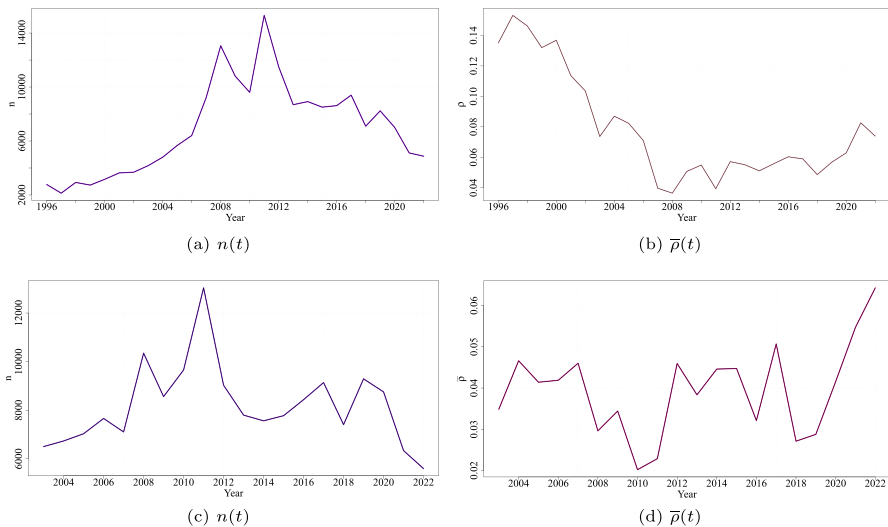 n
2000 6000 10000 14000
1996 2000 2004 2008 2012 2016 2020
Year
(a) n(t)
ρ
0.04 0.06 0.08 0.10 0.12 0.14
1996 2000 2004 2008 2012 2016 2020
Year
(b) ρ̅(t)
n
6000 8000 10000 12000
2004 2006 2008 2010 2012 2014 2016 2018 2020 2022
Year
(c) n(t)
ρ̅
0.02 0.03 0.04 0.05 0.06
2004 2006 2008 2010 2012 2014 2016 2018 2020 2022
Year
(d) ρ̅(t)